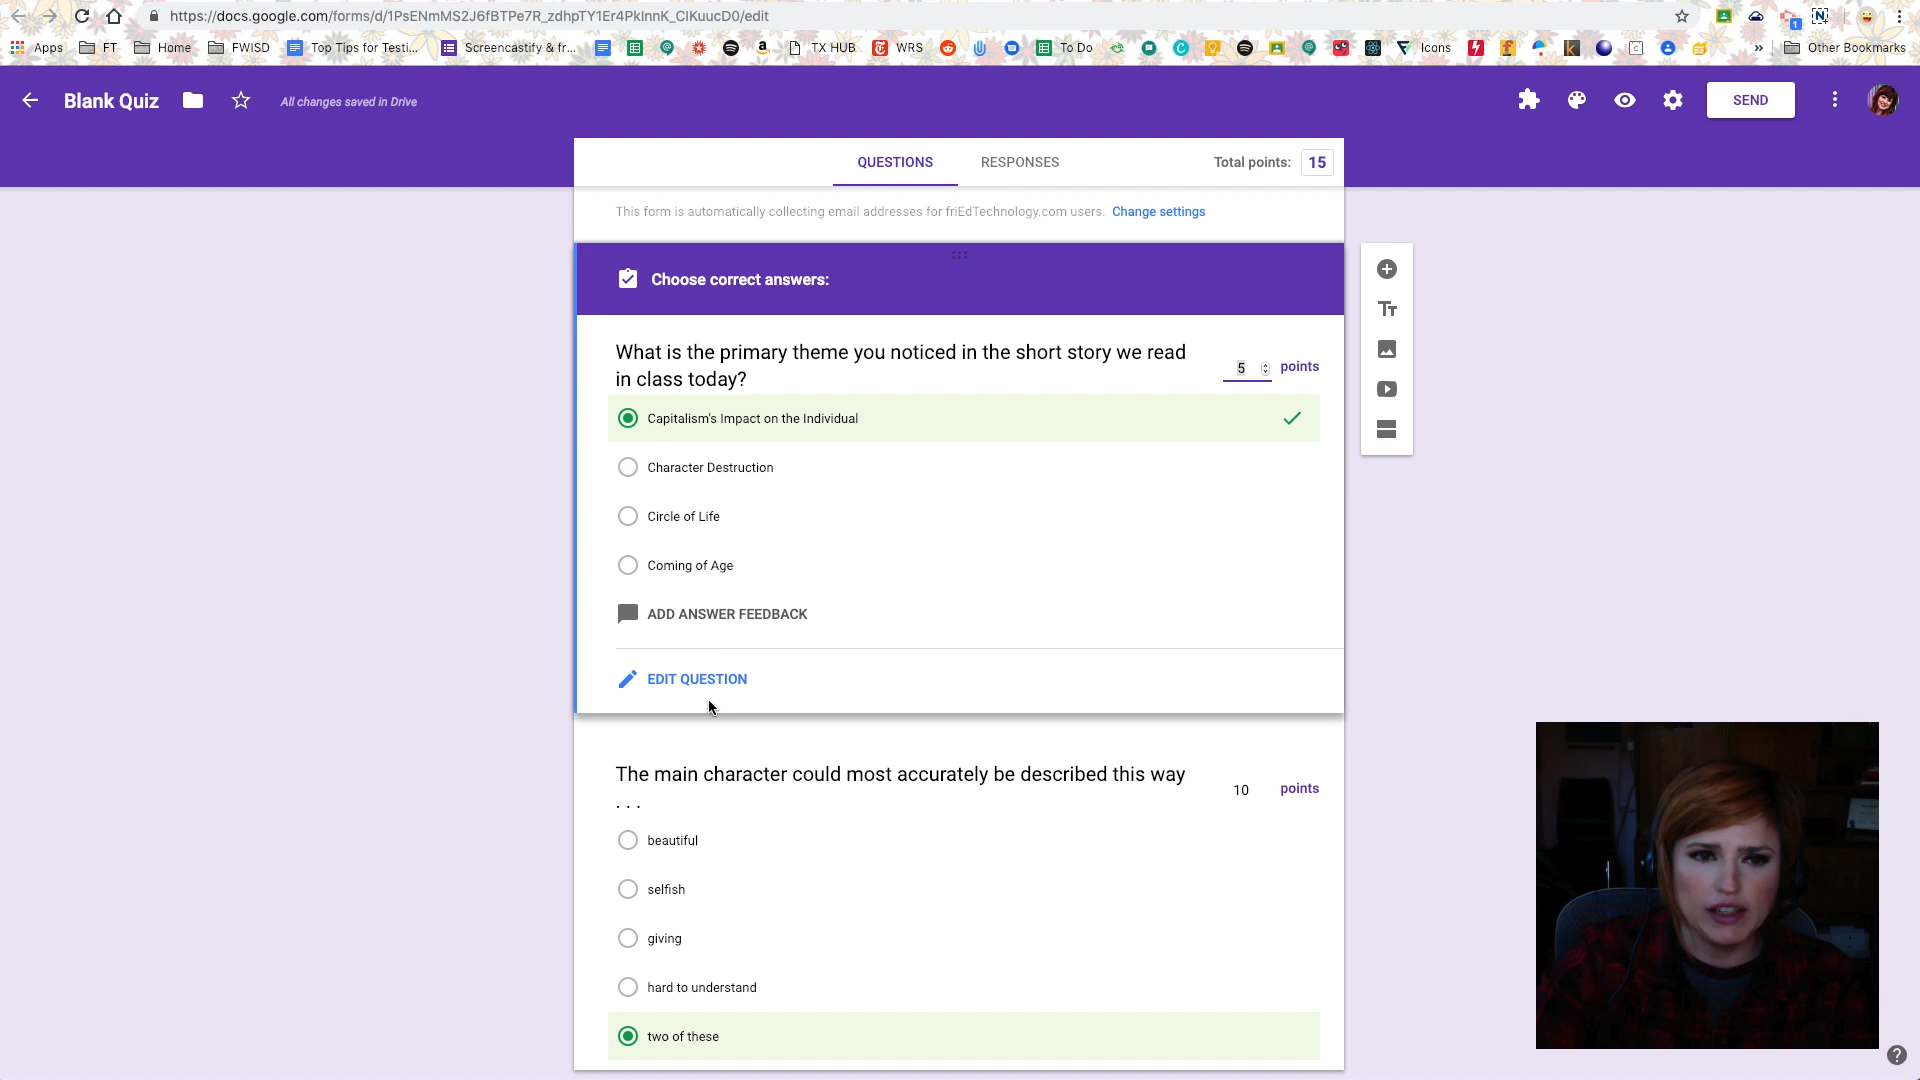 https://docs.google.com/forms/d/1PsENmMS2J6fBTPe7R_zdhpTY1Er4PkInnK_ClKuucD0/edit
Apps FT Home FWISD Top Tips for Testi... Screencastify & fr... TX HUB WRS To Do Icons » Other Bookmarks
Blank Quiz All changes saved in Drive SEND
QUESTIONS RESPONSES Total points: 15
This form is automatically collecting email addresses for friEdTechnology.com users. Change settings
Choose correct answers:
What is the primary theme you noticed in the short story we read
in class today?
5 points
Capitalism's Impact on the Individual
Character Destruction
Circle of Life
Coming of Age
ADD ANSWER FEEDBACK
EDIT QUESTION
The main character could most accurately be described this way
. . .
10 points
beautiful
selfish
giving
hard to understand
two of these